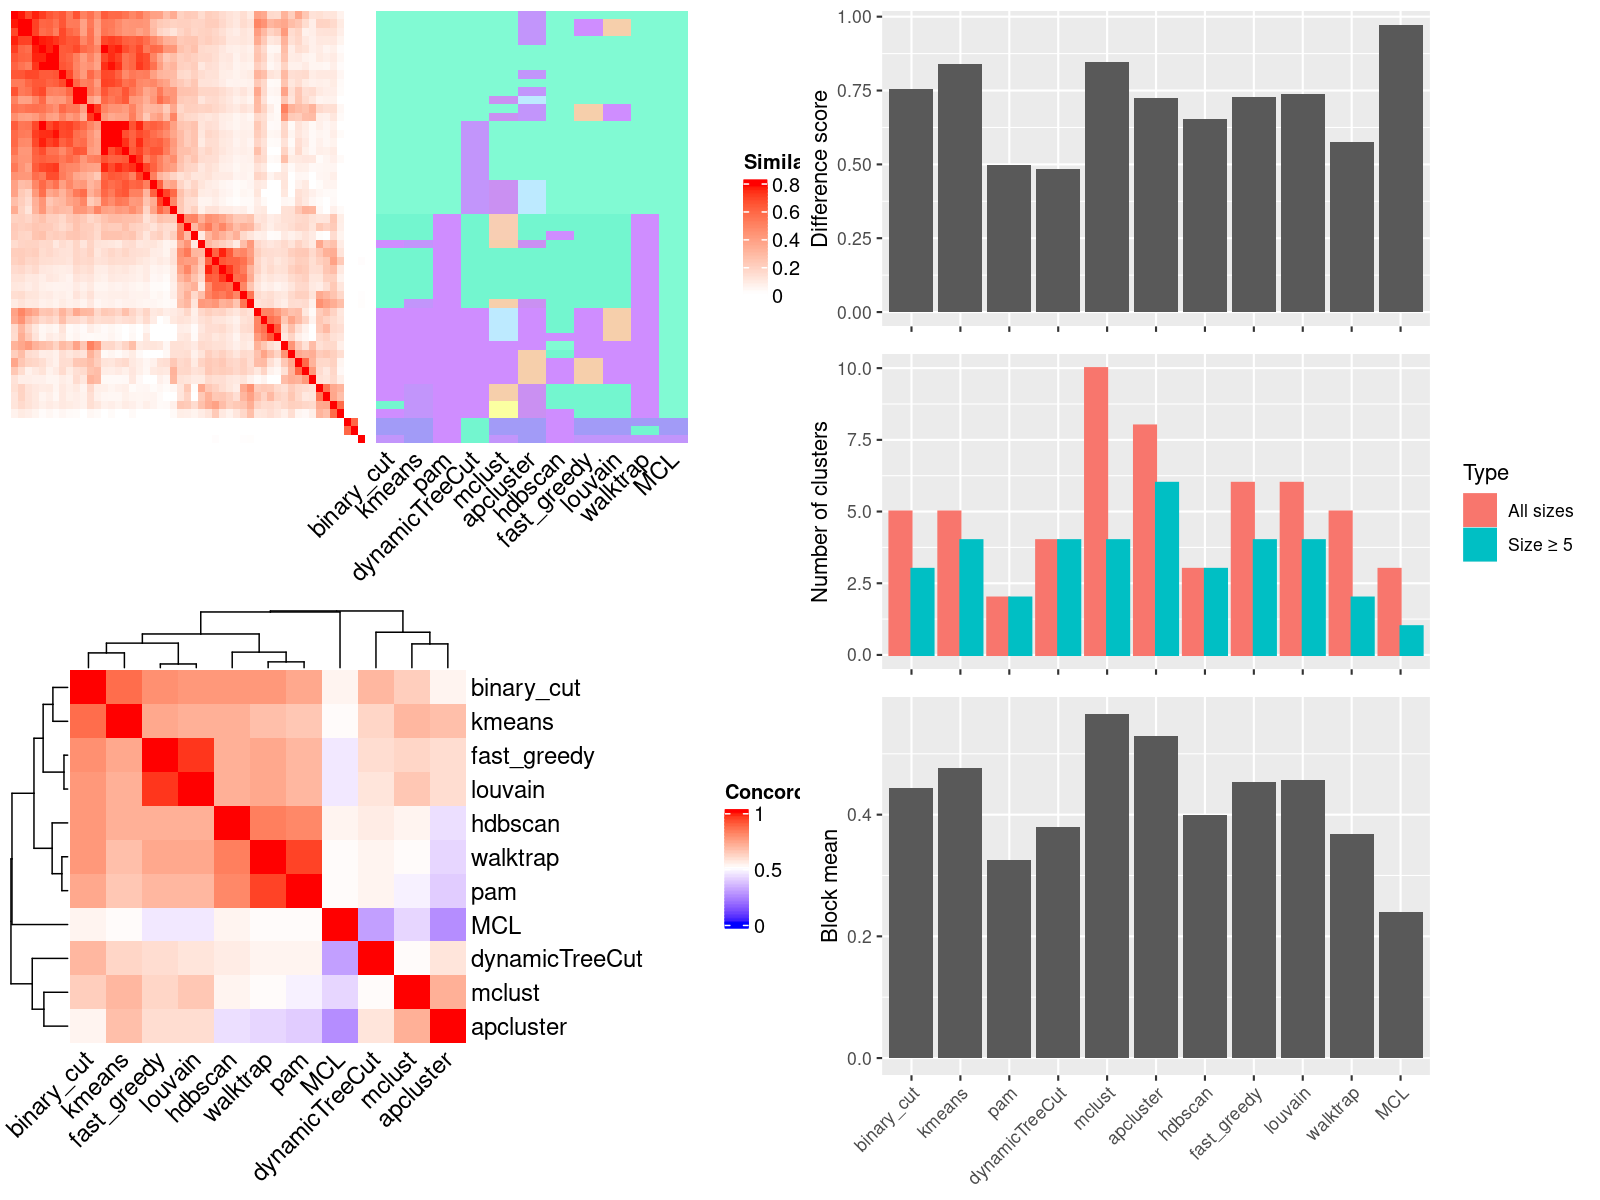 Simila
0.8
0.6
0.4
0.2
0
binary_cut
kmeans
pam
dynamicTreeCut
mclust
apcluster
hdbscan
fast_greedy
louvain
walktrap
MCL
Difference score
1.00
0.75
0.50
0.25
0.00
Number of clusters
10.0
7.5
5.0
2.5
0.0
Type
All sizes
Size ≥ 5
binary_cut
kmeans
fast_greedy
louvain
hdbscan
walktrap
pam
MCL
dynamicTreeCut
mclust
apcluster
binary_cut
kmeans
fast_greedy
louvain
hdbscan
walktrap
pam
MCL
dynamicTreeCut
mclust
apcluster
Concord
1
0.5
0
Block mean
0.4
0.2
0.0
binary_cut
kmeans
pam
dynamicTreeCut
mclust
apcluster
hdbscan
fast_greedy
louvain
walktrap
MCL